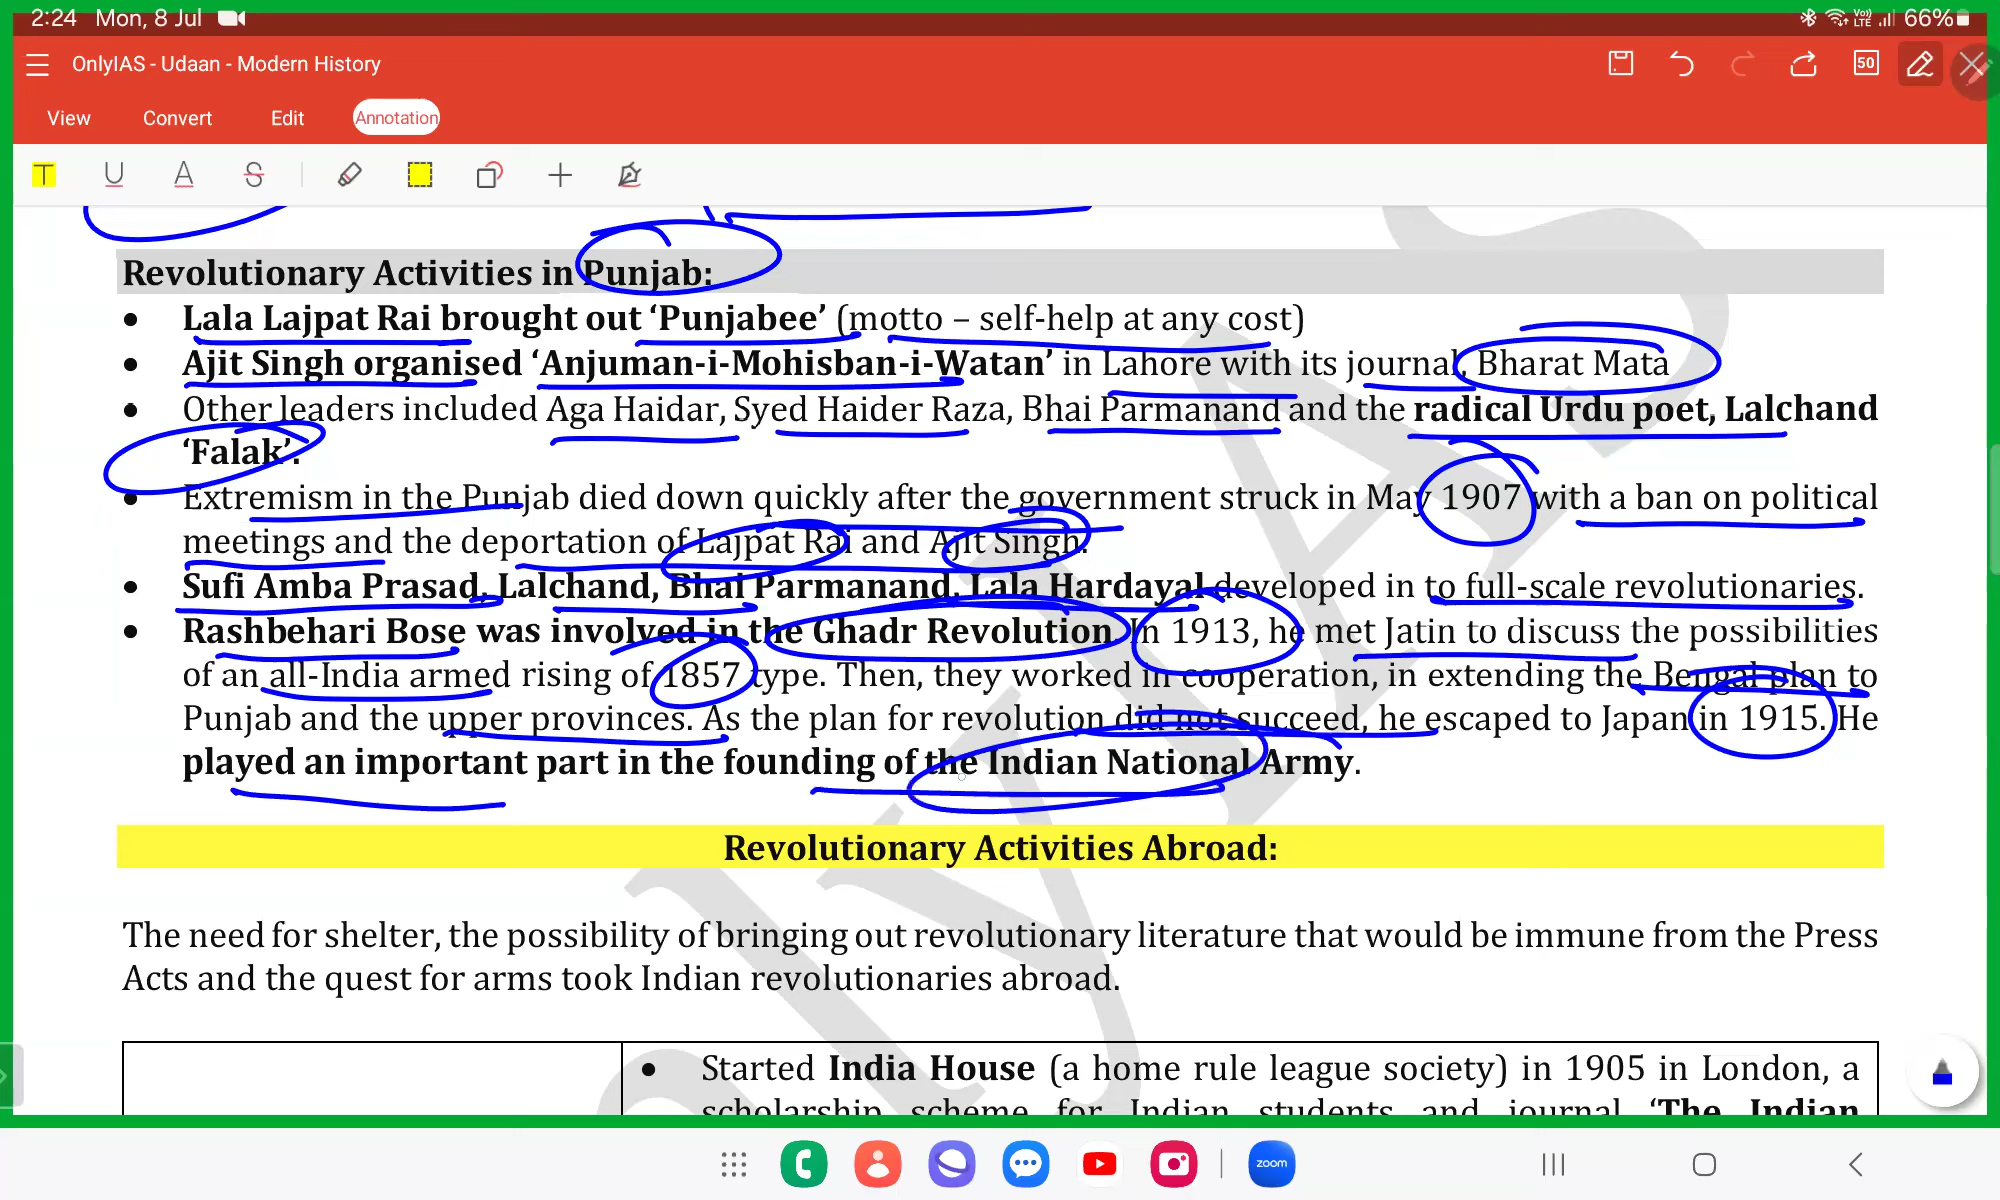 2:24 Mon, 8 Jul 66%
OnlyIAS - Udaan - Modern History 50
View Convert Edit Annotation
T U A S
Revolutionary Activities in Punjab:
• Lala Lajpat Rai brought out ‘Punjabee’ (motto – self-help at any cost)
• Ajit Singh organised ‘Anjuman-i-Mohisban-i-Watan’ in Lahore with its journal, Bharat Mata
• Other leaders included Aga Haidar, Syed Haider Raza, Bhai Parmanand and the radical Urdu poet, Lalchand
‘Falak’.
• Extremism in the Punjab died down quickly after the government struck in May 1907 with a ban on political
meetings and the deportation of Lajpat Rai and Ajit Singh.
• Sufi Amba Prasad, Lalchand, Bhai Parmanand, Lala Hardayal developed in to full-scale revolutionaries.
• Rashbehari Bose was involved in the Ghadr Revolution. In 1913, he met Jatin to discuss the possibilities
of an all-India armed rising of 1857 type. Then, they worked in cooperation, in extending the Bengal plan to
Punjab and the upper provinces. As the plan for revolution did not succeed, he escaped to Japan in 1915. He
played an important part in the founding of the Indian National Army.
Revolutionary Activities Abroad:
The need for shelter, the possibility of bringing out revolutionary literature that would be immune from the Press
Acts and the quest for arms took Indian revolutionaries abroad.
• Started India House (a home rule league society) in 1905 in London, a
scholarship scheme for Indian students and journal ‘The Indian
zoom